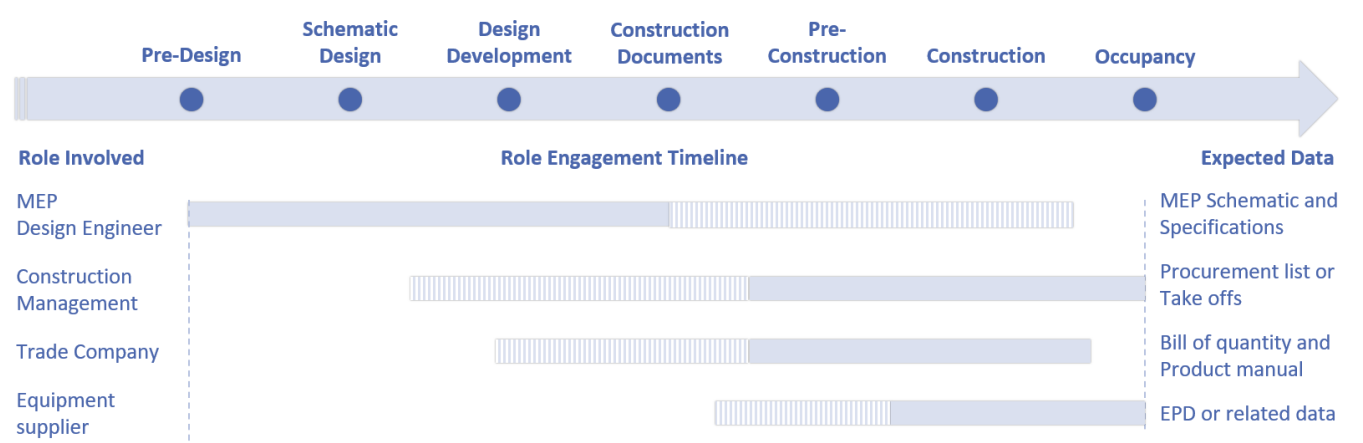 Pre-Design
Schematic
Design
Design
Development
Construction
Documents
Pre-
Construction
Construction
Occupancy
Role Involved
Role Engagement Timeline
Expected Data
MEP
Design Engineer
MEP Schematic and
Specifications
Construction
Management
Procurement list or
Take offs
Trade Company
Bill of quantity and
Product manual
Equipment
supplier
EPD or related data